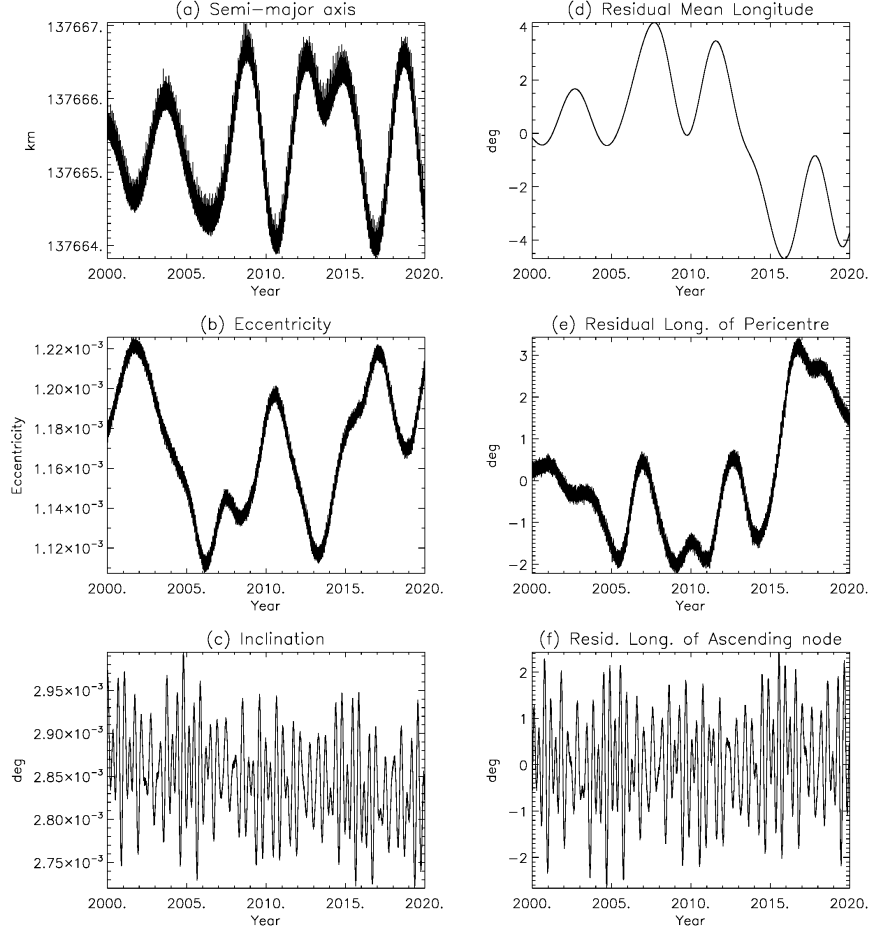 (a) Semi-major axis
137667.
137666.
137665.
137664.
km
2000. 2005. 2010. 2015. 2020.
Year
(d) Residual Mean Longitude
4
2
0
-2
-4
deg
2000. 2005. 2010. 2015. 2020.
Year
(b) Eccentricity
1.22×10⁻³
1.20×10⁻³
1.18×10⁻³
1.16×10⁻³
1.14×10⁻³
1.12×10⁻³
Eccentricity
2000. 2005. 2010. 2015. 2020.
Year
(e) Residual Long. of Pericentre
3
2
1
0
-1
-2
deg
2000. 2005. 2010. 2015. 2020.
Year
(c) Inclination
2.95×10⁻³
2.90×10⁻³
2.85×10⁻³
2.80×10⁻³
2.75×10⁻³
deg
2000. 2005. 2010. 2015. 2020.
Year
(f) Resid. Long. of Ascending node
2
1
0
-1
-2
deg
2000. 2005. 2010. 2015. 2020.
Year